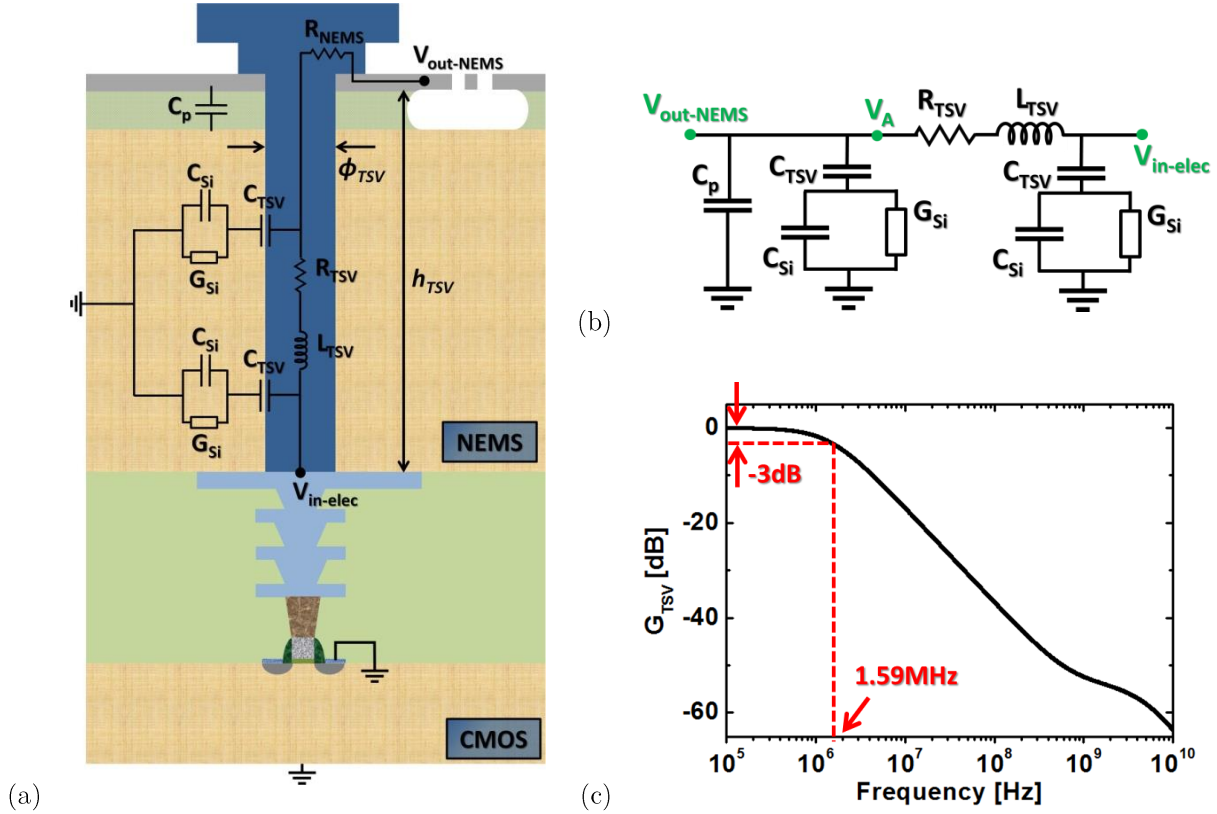 R_NEMS
V_out-NEMS
C_p
ϕ_TSV
C_Si
C_TSV
G_Si
R_TSV
h_TSV
C_Si
C_TSV
L_TSV
G_Si
NEMS
V_in-elec
CMOS
(a)
V_out-NEMS
V_A
R_TSV
L_TSV
V_in-elec
C_p
C_TSV
C_TSV
G_Si
G_Si
C_Si
C_Si
(b)
G_TSV [dB]
0
-20
-40
-60
-3dB
1.59MHz
10^5 10^6 10^7 10^8 10^9 10^10
Frequency [Hz]
(c)